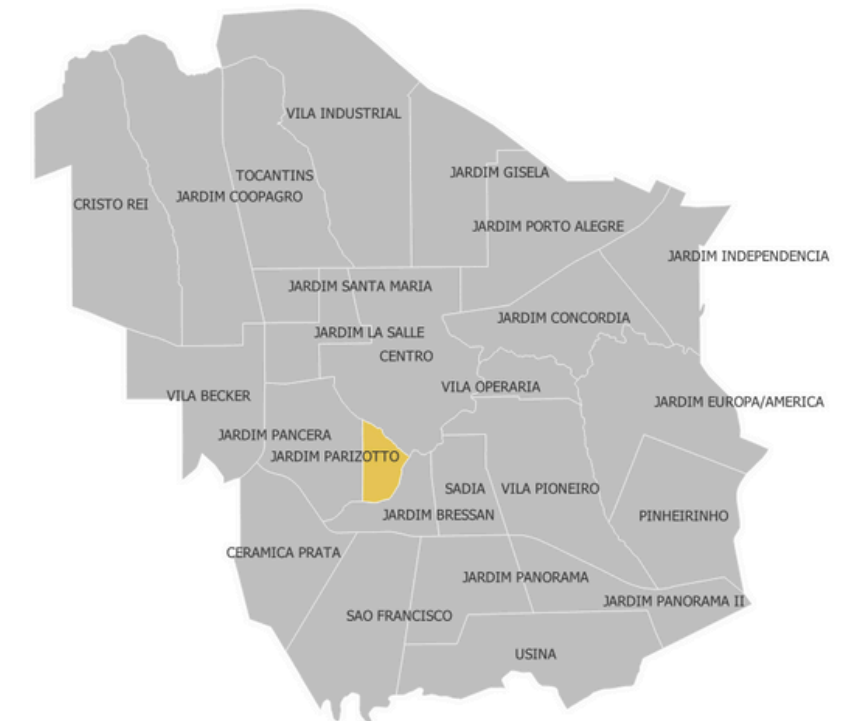 VILA INDUSTRIAL
JARDIM GISELA
TOCANTINS
JARDIM COOPAGRO
CRISTO REI
JARDIM PORTO ALEGRE
JARDIM INDEPENDENCIA
JARDIM SANTA MARIA
JARDIM CONCORDIA
JARDIM LA SALLE
CENTRO
VILA OPERARIA
VILA BECKER
JARDIM EUROPA/AMERICA
JARDIM PANCERA
JARDIM PARIZOTTO
SADIA
VILA PIONEIRO
JARDIM BRESSAN
PINHEIRINHO
CERAMICA PRATA
JARDIM PANORAMA
JARDIM PANORAMA II
SAO FRANCISCO
USINA